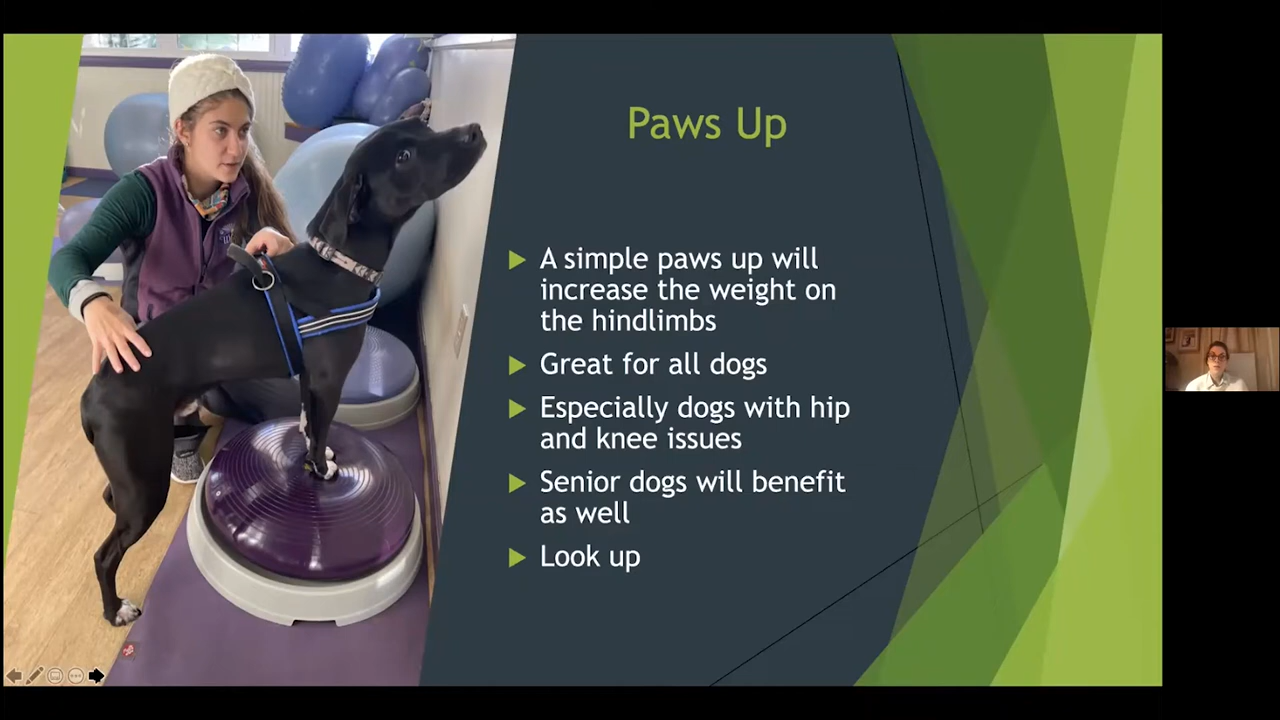 Paws Up
A simple paws up will
increase the weight on
the hindlimbs
Great for all dogs
Especially dogs with hip
and knee issues
Senior dogs will benefit
as well
Look up